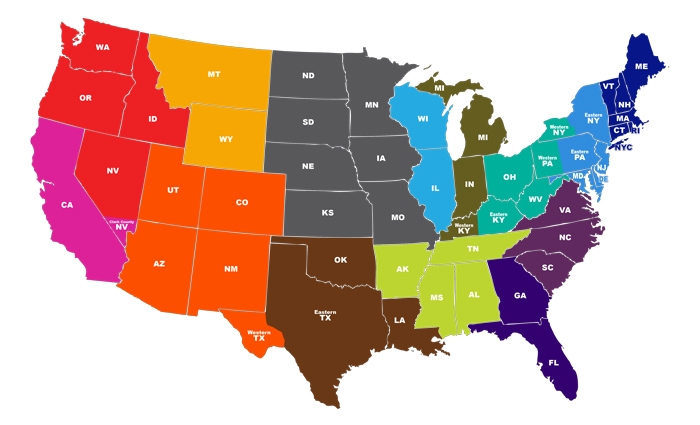 WA
MT
ND
MN
MI
ME
OR
ID
SD
WI
MI
VT
NH
Eastern
NY
Western
NY
MA
CT
RI
NYC
WY
NE
IA
NV
UT
CO
KS
MO
IL
IN
OH
Western
PA
Eastern
PA
NJ
MD
DE
WV
VA
CA
Clark County
NV
Western
KY
Eastern
KY
AZ
NM
OK
AK
TN
NC
SC
MS
AL
GA
Eastern
TX
LA
Western
TX
FL